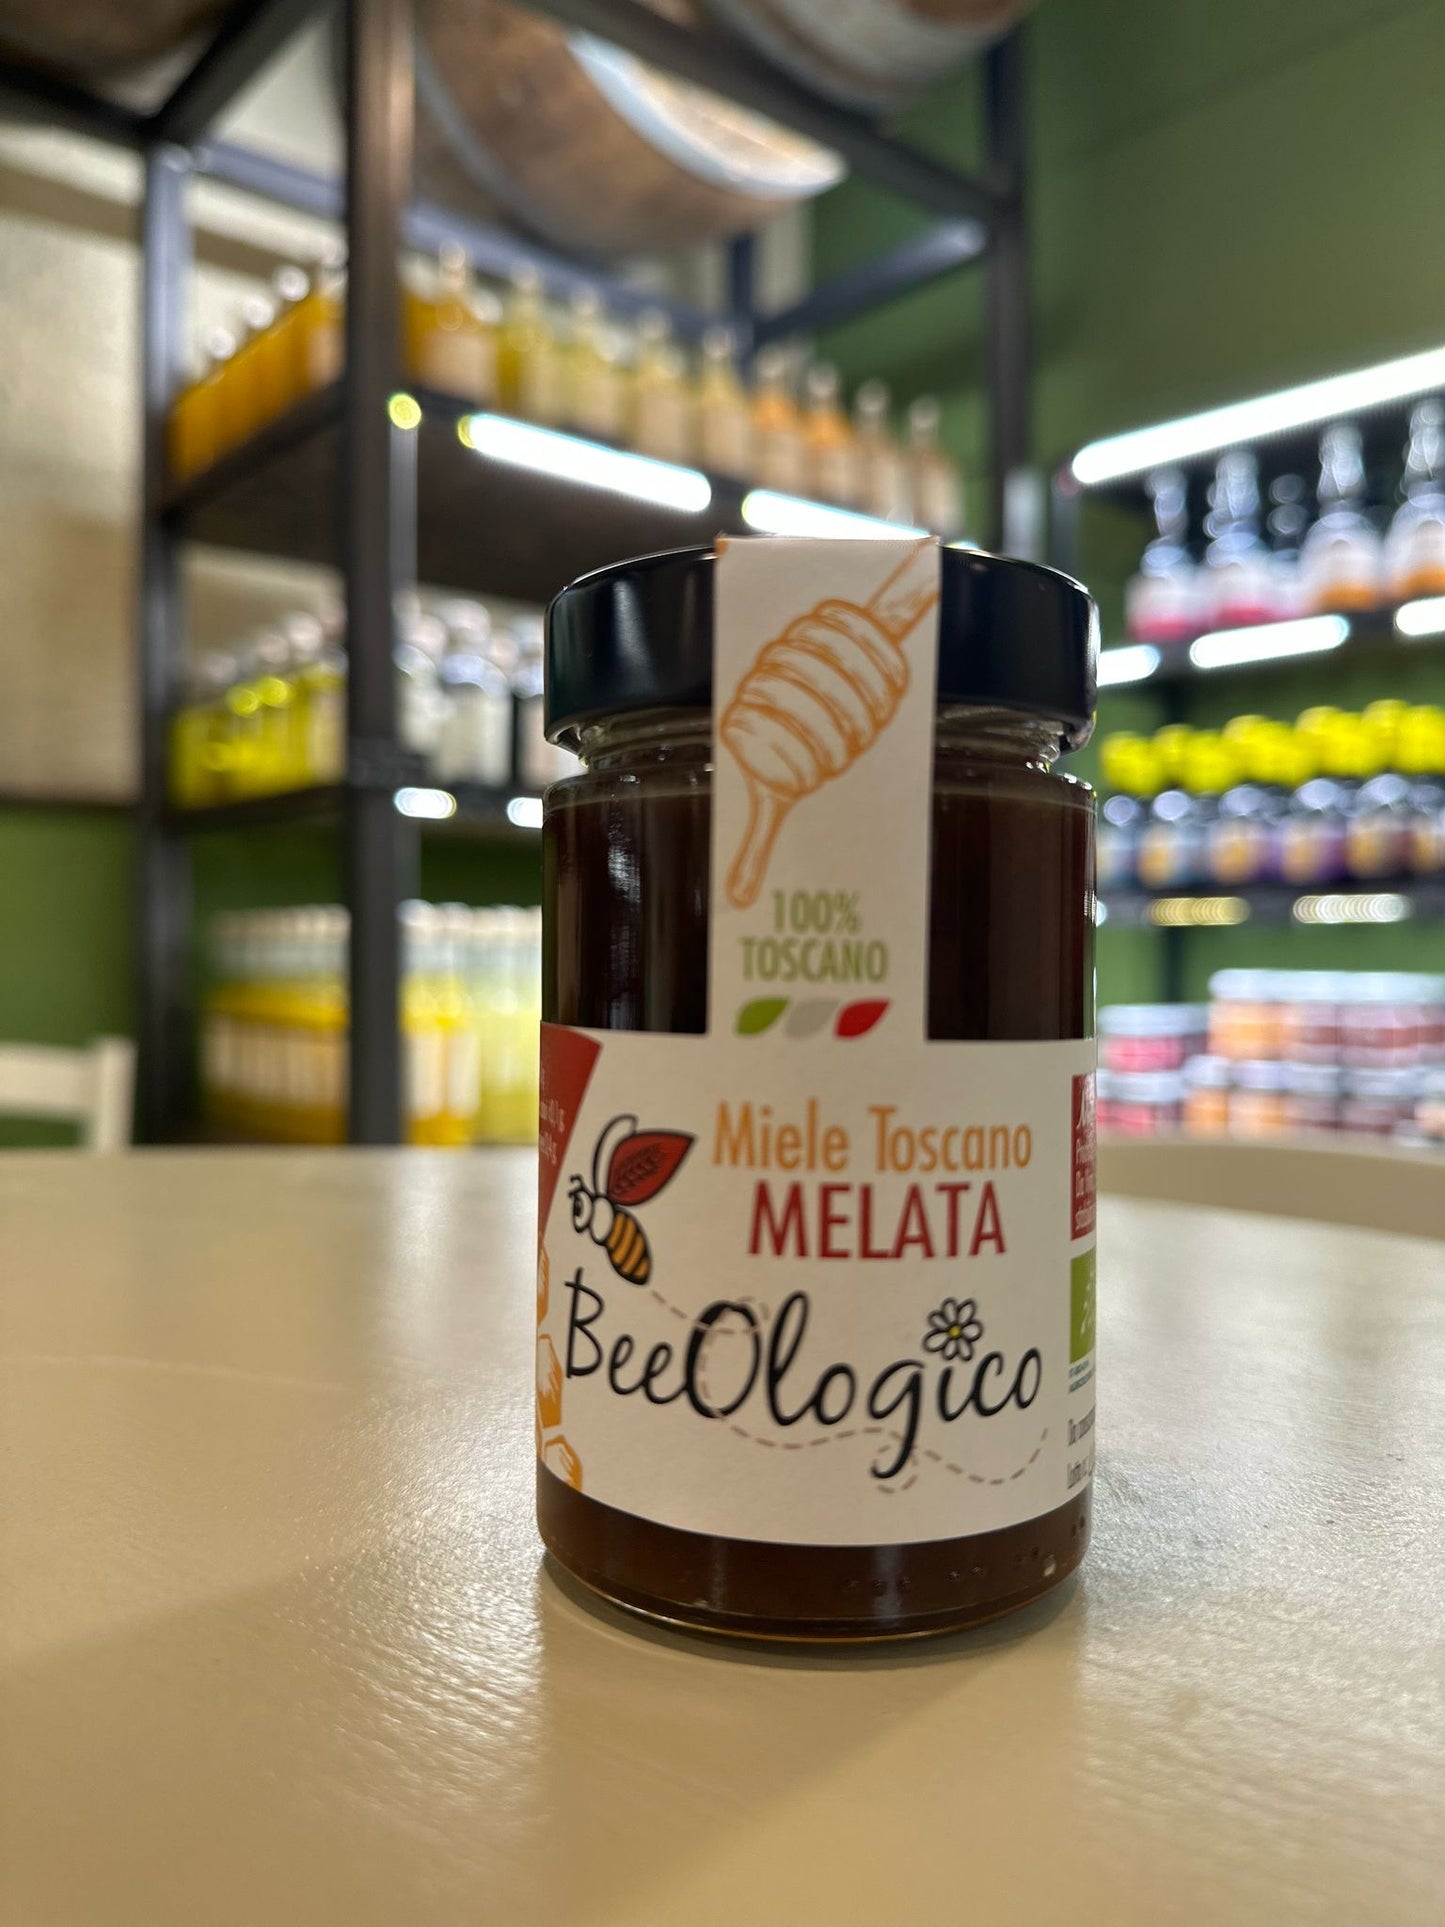 100%
TOSCANO
Miele Toscano
MELATA
BeeOlogico